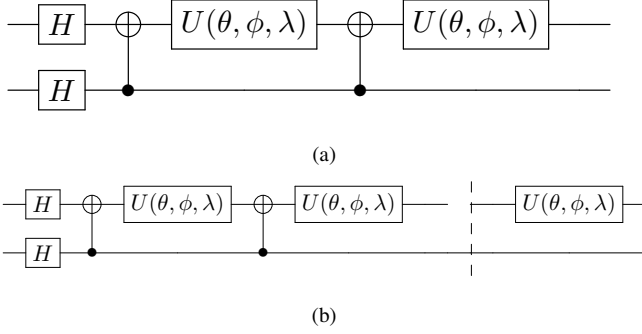 H U(θ, ϕ, λ) U(θ, ϕ, λ)
H
(a)
H U(θ, ϕ, λ) U(θ, ϕ, λ) U(θ, ϕ, λ)
H
(b)